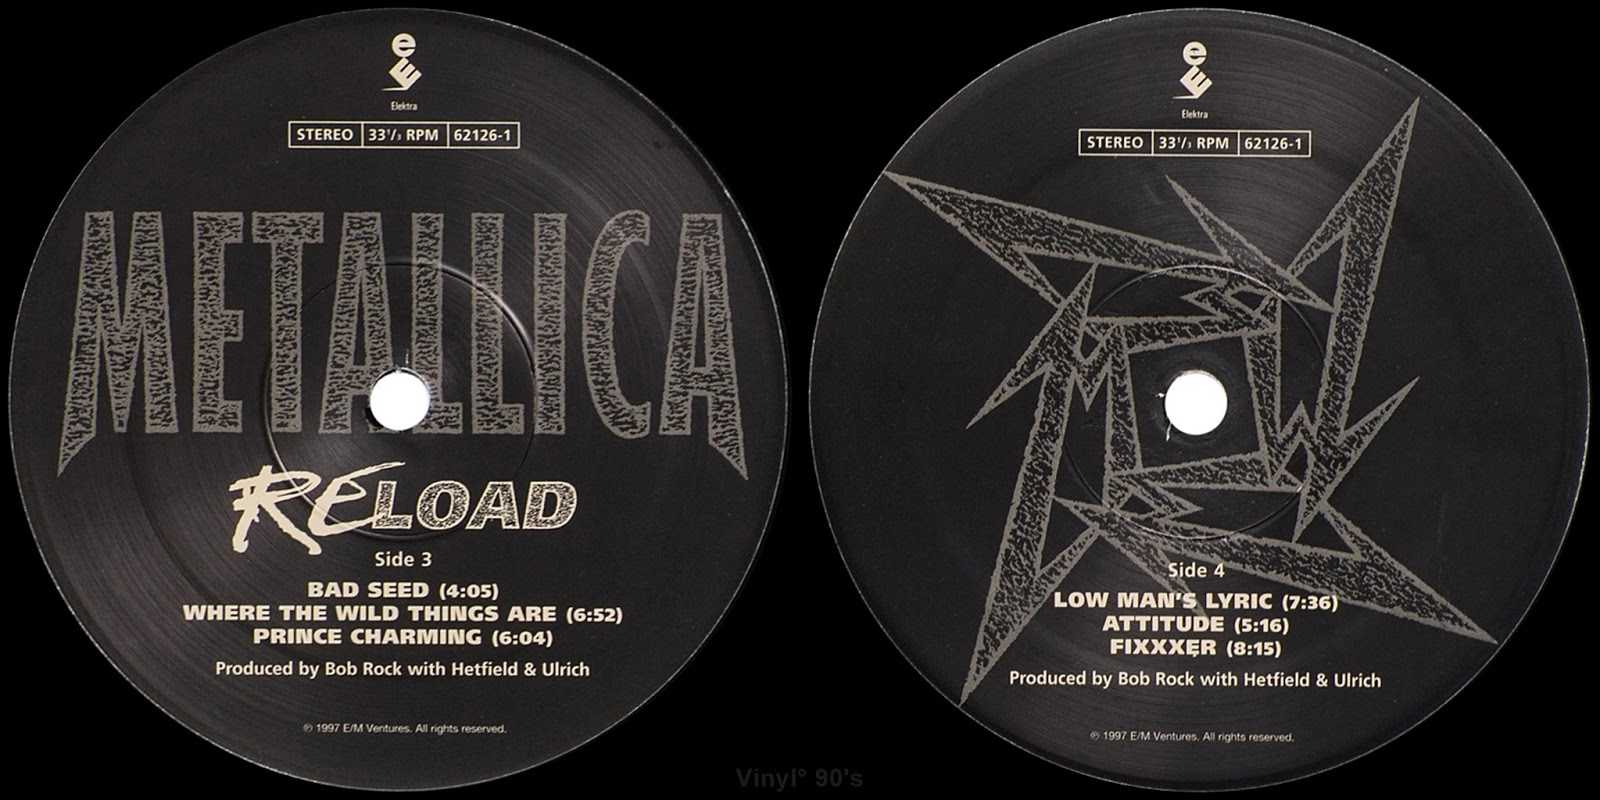 e
E
Elektra
STEREO 33⅓ RPM 62126-1
METALLICA
RELOAD
Side 3
BAD SEED (4:05)
WHERE THE WILD THINGS ARE (6:52)
PRINCE CHARMING (6:04)
Produced by Bob Rock with Hetfield & Ulrich
℗ 1997 E/M Ventures. All rights reserved.
e
E
Elektra
STEREO 33⅓ RPM 62126-1
Side 4
LOW MAN'S LYRIC (7:36)
ATTITUDE (5:16)
FIXXXER (8:15)
Produced by Bob Rock with Hetfield & Ulrich
℗ 1997 E/M Ventures. All rights reserved.
Vinyl° 90's